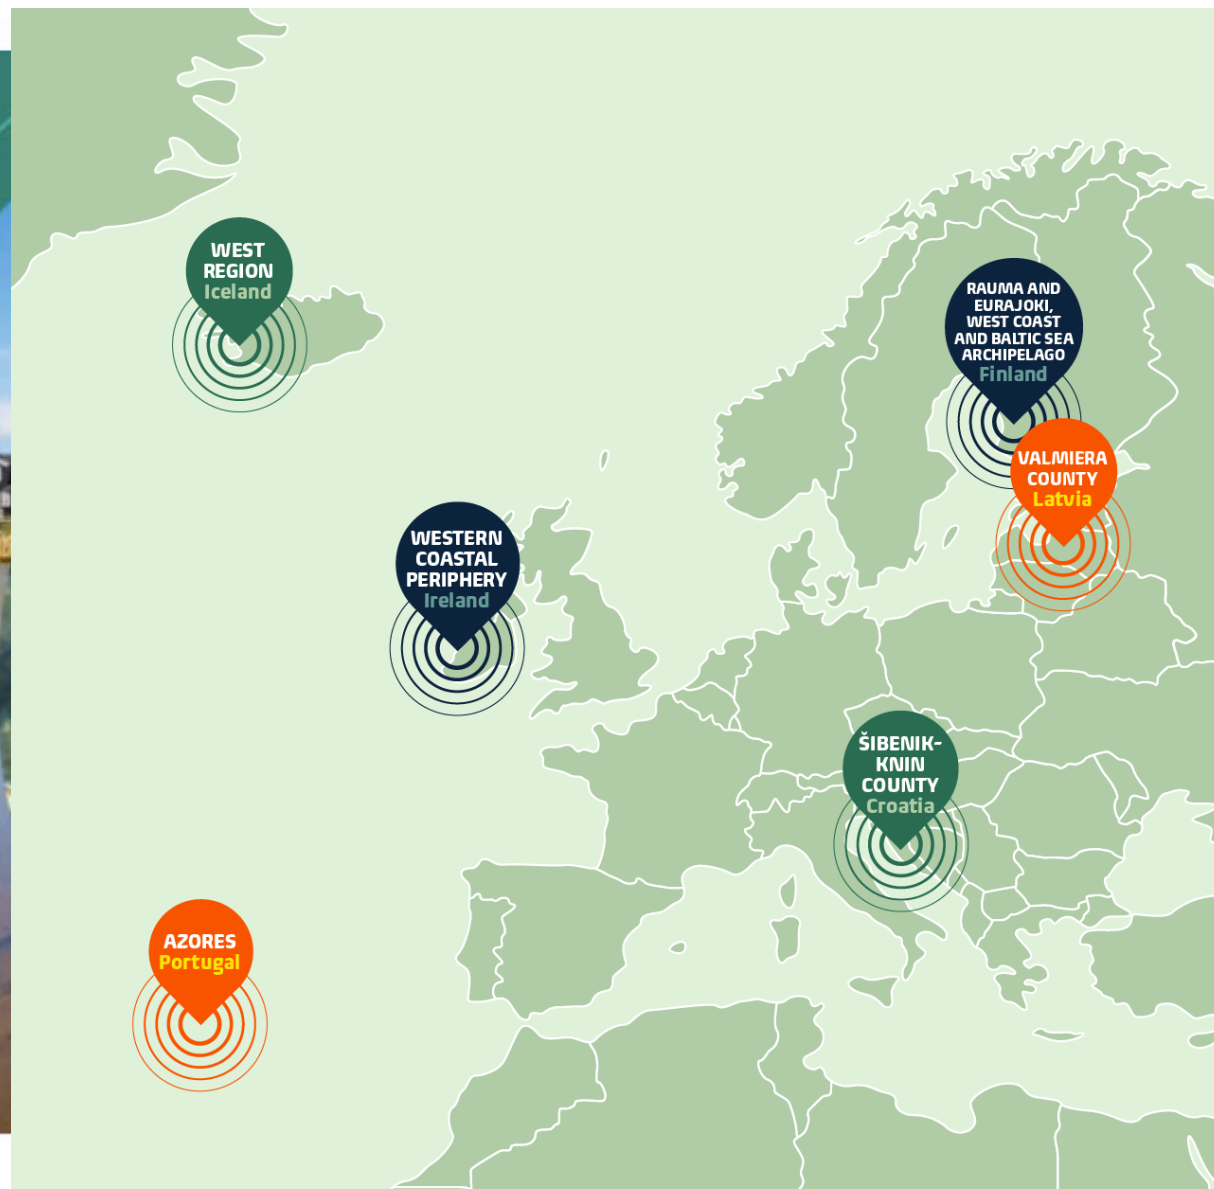 WEST
REGION
Iceland
RAUMA AND
EURAJOKI,
WEST COAST
AND BALTIC SEA
ARCHIPELAGO
Finland
VALMIERA
COUNTY
Latvia
WESTERN
COASTAL
PERIPHERY
Ireland
ŠIBENIK-
KNIN
COUNTY
Croatia
AZORES
Portugal